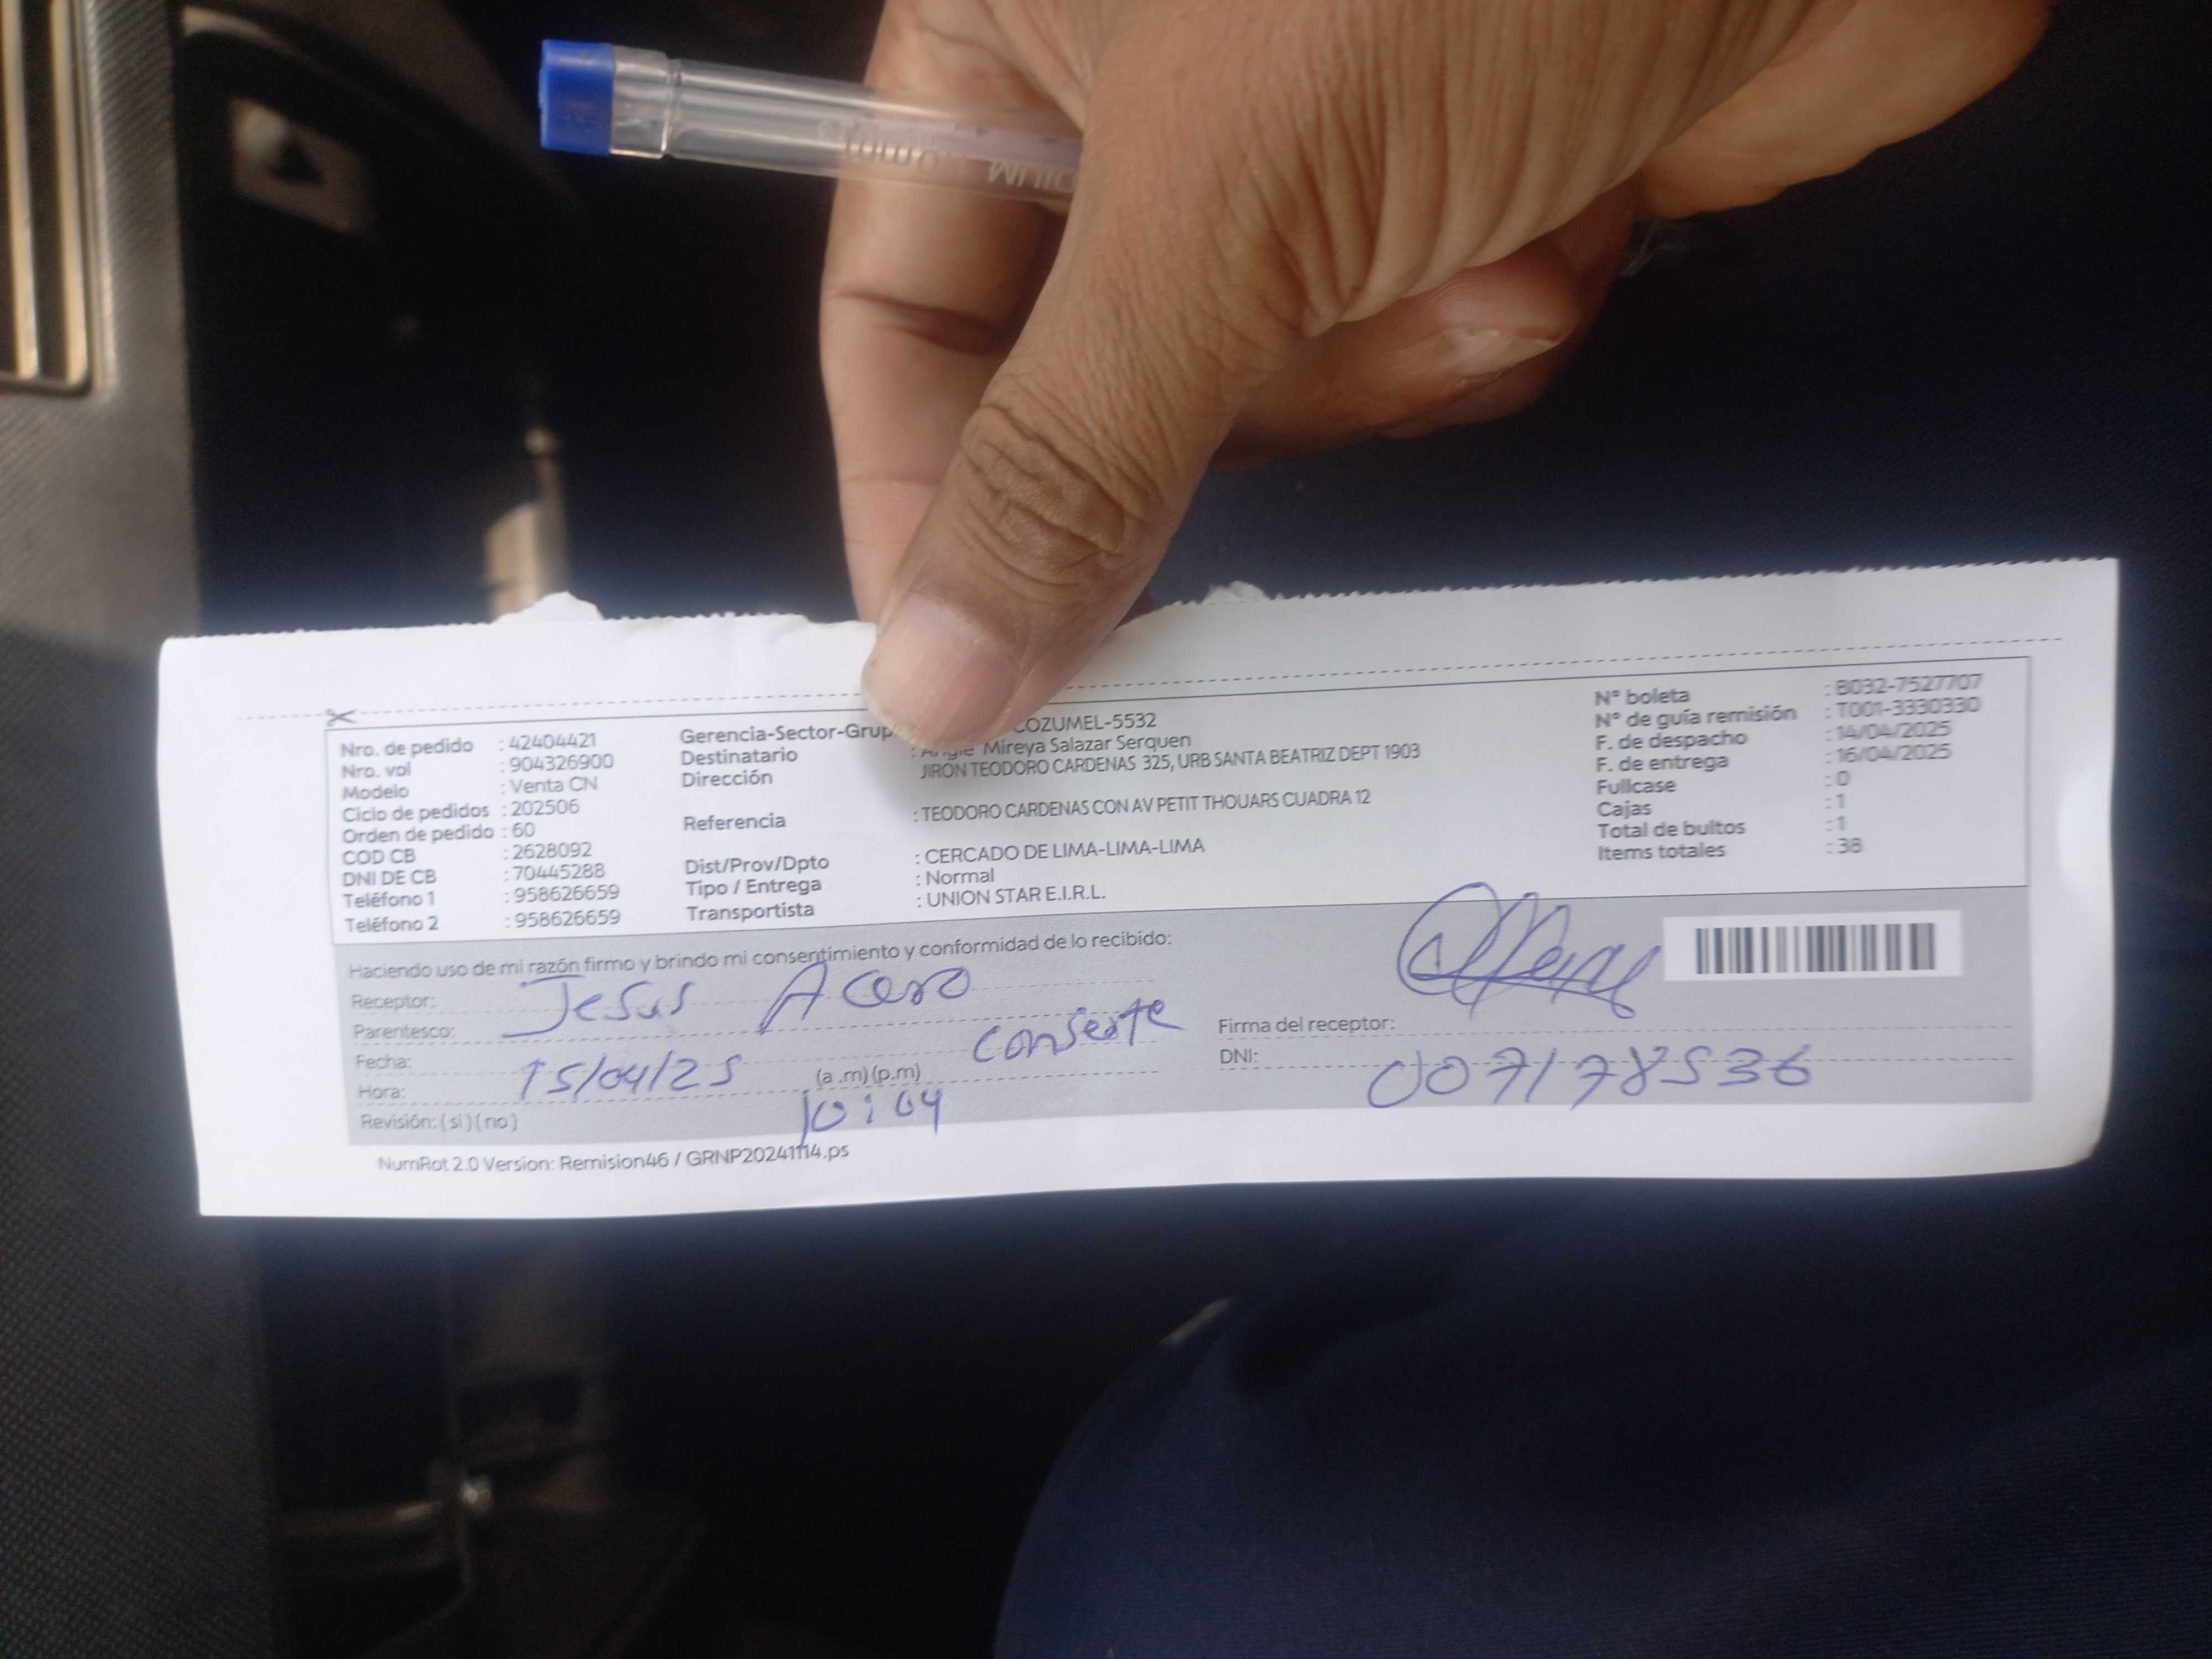 Nro. de pedido : 42404421
Nro. vol : 904326900
Modelo : Venta CN
Ciclo de pedidos : 202506
Orden de pedido : 60
COD CB : 2628092
DNI DE CB : 70445288
Teléfono 1 : 958626659
Teléfono 2 : 958626659
Gerencia-Sector-Grup COZUMEL-5532
Destinatario : Angie Mireya Salazar Serquen
Dirección JIRON TEODORO CARDENAS 325, URB SANTA BEATRIZ DEPT 1903
Referencia : TEODORO CARDENAS CON AV PETIT THOUARS CUADRA 12
Dist/Prov/Dpto : CERCADO DE LIMA-LIMA-LIMA
Tipo / Entrega : Normal
Transportista : UNION STAR E.I.R.L.
N° boleta : B032-7527707
N° de guía remisión : T001-3330330
F. de despacho : 14/04/2025
F. de entrega : 16/04/2025
Fullcase : 0
Cajas : 1
Total de bultos : 1
Items totales : 38
Haciendo uso de mi razón firmo y brindo mi consentimiento y conformidad de lo recibido:
Receptor: Jesus Acero
Parentesco: conserte
Fecha: 15/04/25
Hora: (a.m) (p.m) 10:04
Revisión: ( si ) ( no )
Firma del receptor:
DNI: 007178536
NumRot 2.0 Version: Remision46 / GRNP20241114.ps